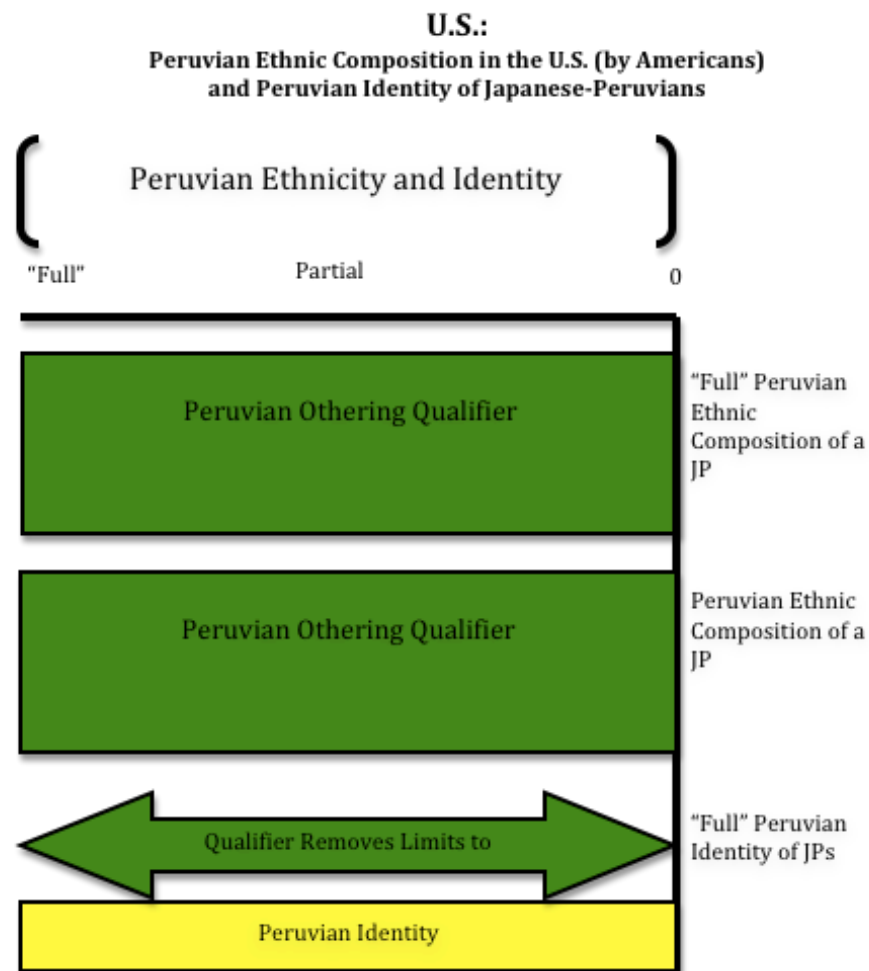 U.S.:
Peruvian Ethnic Composition in the U.S. (by Americans)
and Peruvian Identity of Japanese-Peruvians
Peruvian Ethnicity and Identity
“Full”
Partial
0
Peruvian Othering Qualifier
“Full” Peruvian
Ethnic
Composition of a
JP
Peruvian Othering Qualifier
Peruvian Ethnic
Composition of a
JP
Qualifier Removes Limits to
“Full” Peruvian
Identity of JPs
Peruvian Identity